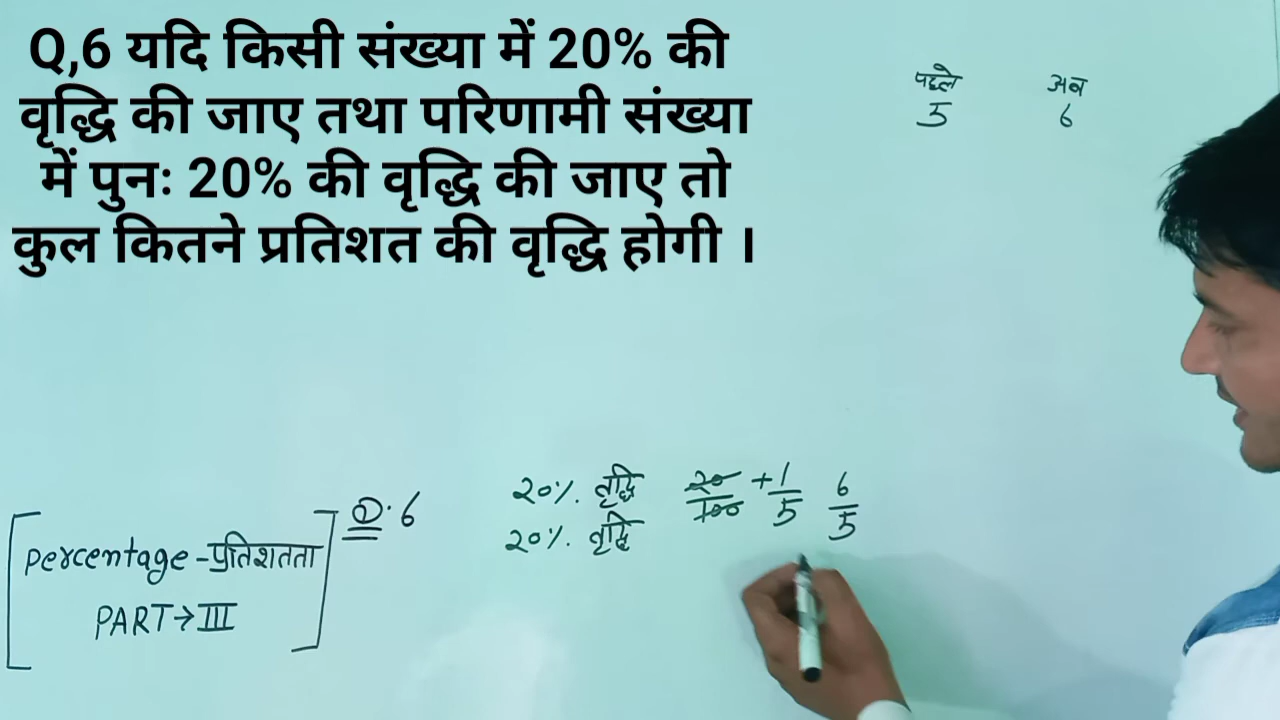 Q,6 यदि किसी संख्या में 20% की
वृद्धि की जाए तथा परिणामी संख्या
में पुनः 20% की वृद्धि की जाए तो
कुल कितने प्रतिशत की वृद्धि होगी ।
पहले अब
5 6
Q.6
20%. वृद्धि 20/100 +1/5 6/5
20%. वृद्धि
Percentage-प्रतिशतता
PART→III